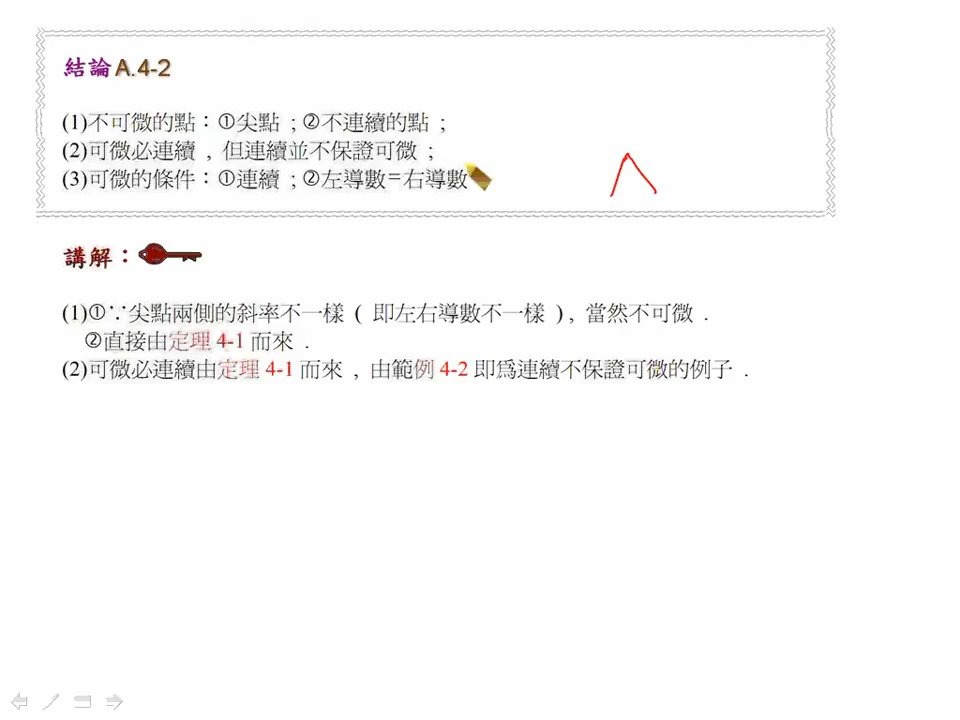 結論 A.4-2
(1)不可微的點：①尖點 ; ②不連續的點 ;
(2)可微必連續 , 但連續並不保證可微 ;
(3)可微的條件：①連續 ; ②左導數=右導數
講解：
(1)①∵尖點兩側的斜率不一樣 ( 即左右導數不一樣 ) , 當然不可微 .
②直接由定理 4-1 而來 .
(2)可微必連續由定理 4-1 而來 , 由範例 4-2 即為連續不保證可微的例子 .